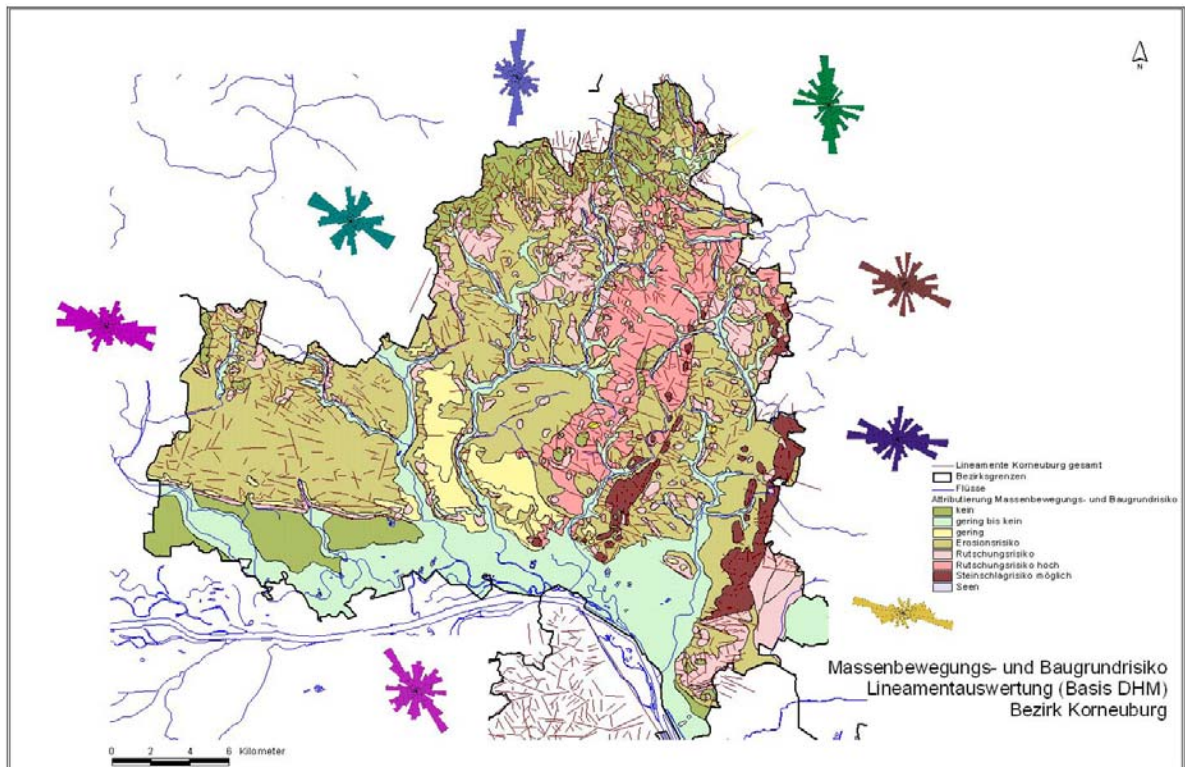 N
Lineamente Korneuburg gesamt
Bezirksgrenzen
Flüsse
Attributierung Massenbewegungs- und Baugrundrisiko
kein
gering bis kein
gering
Erosionsrisiko
Rutschungsrisiko
Rutschungsrisiko hoch
Steinschlagrisiko möglich
Seen
Massenbewegungs- und Baugrundrisiko
Lineamentauswertung (Basis DHM)
Bezirk Korneuburg
0 2 4 6 Kilometer